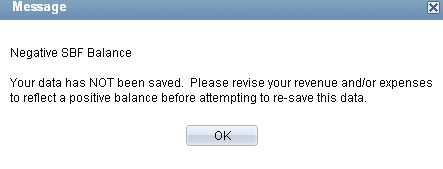 Message
Negative SBF Balance
Your data has NOT been saved.  Please revise your revenue and/or expenses
to reflect a positive balance before attempting to re-save this data.
OK